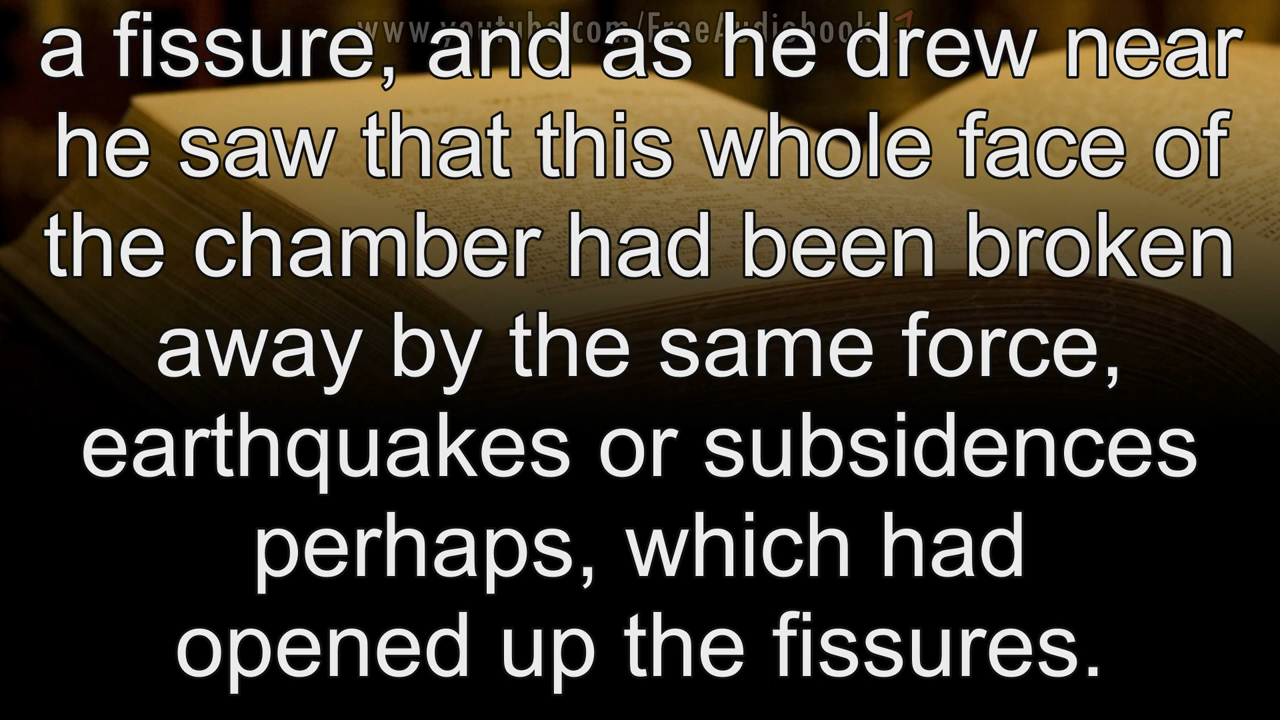 www.youtube.com/FreeAudiobook
a fissure, and as he drew near
he saw that this whole face of
the chamber had been broken
away by the same force,
earthquakes or subsidences
perhaps, which had
opened up the fissures.